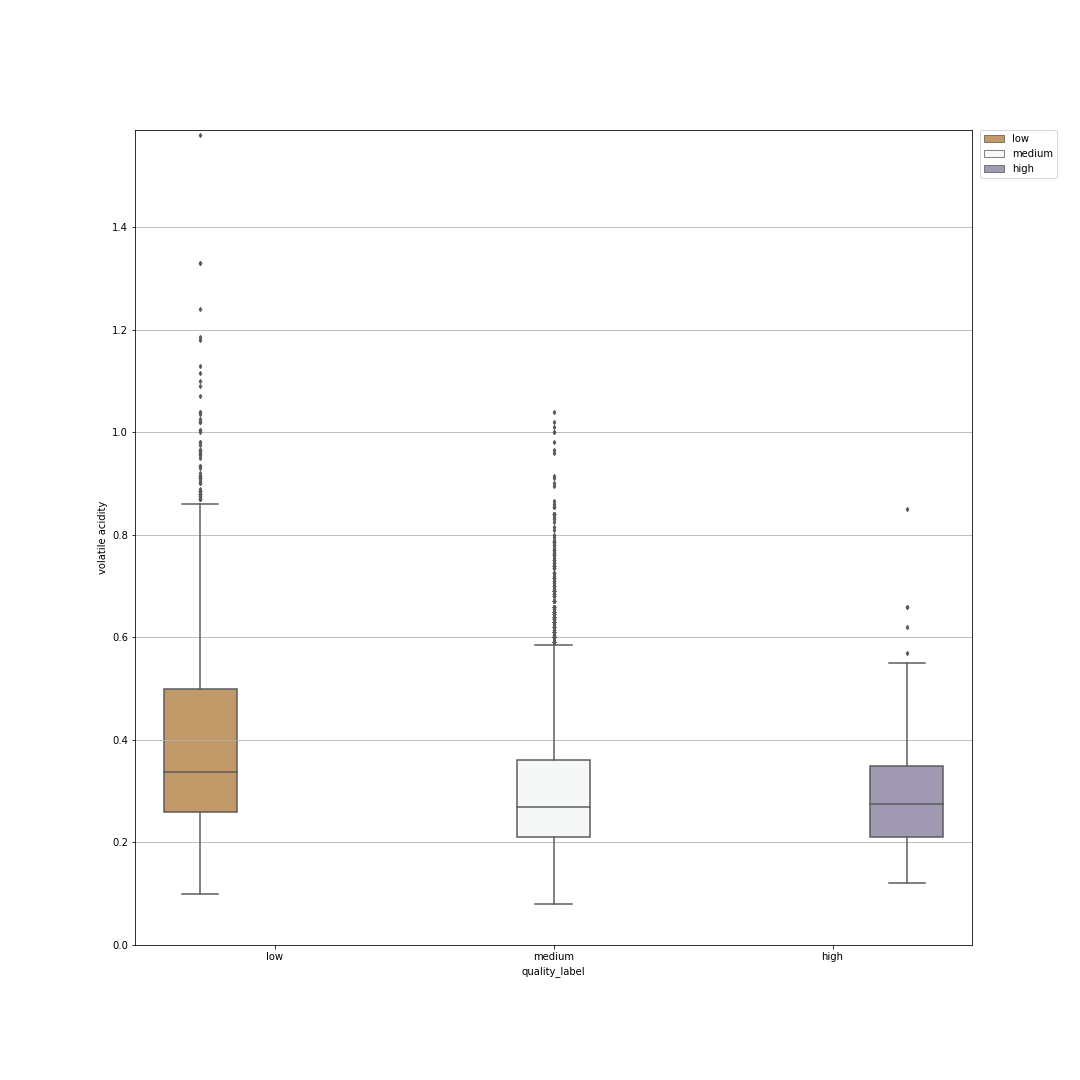 low
medium
high
1.4
1.2
1.0
0.8
0.6
0.4
0.2
0.0
volatile acidity
low medium high
quality_label